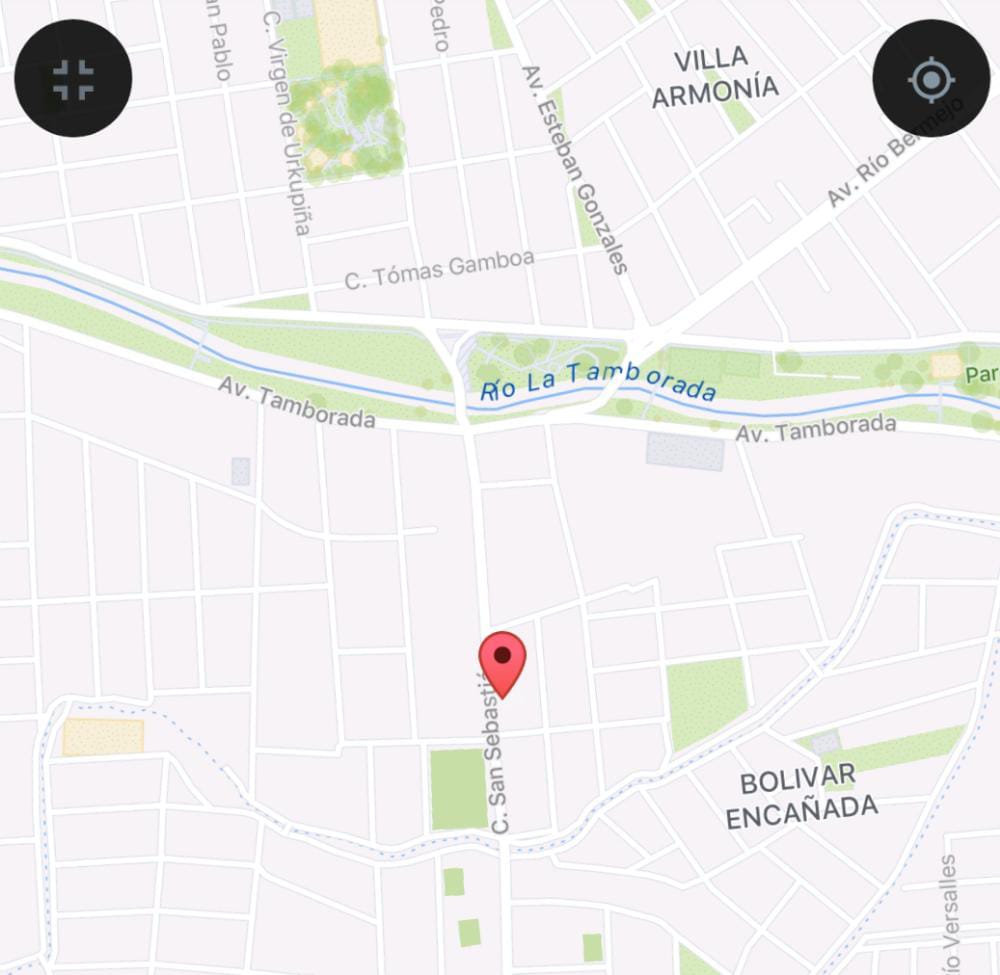 an Pablo
C. Virgen de Urkupiña
Pedro
Av. Esteban Gonzales
VILLA
ARMONÍA
Av. Río Bermejo
C. Tómas Gamboa
Río La Tamborada
Par
Av. Tamborada
Av. Tamborada
C. San Sebastiá
BOLIVAR
ENCAÑADA
ío Versalles